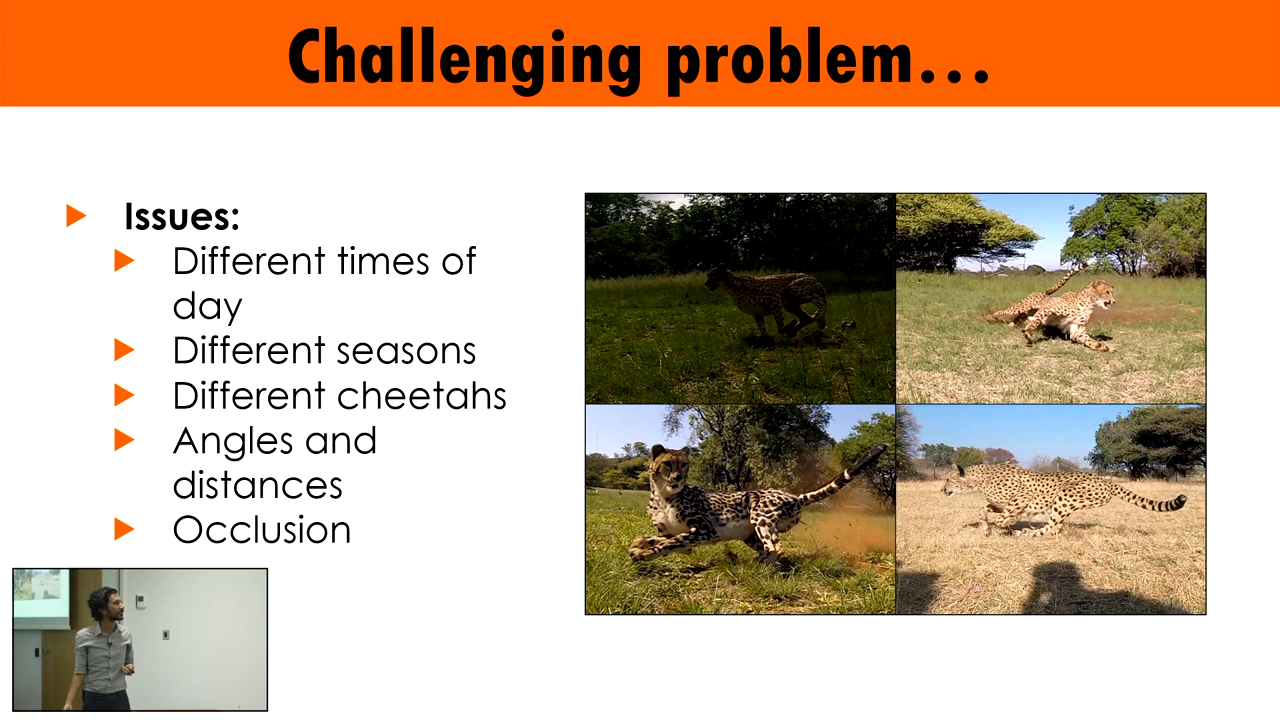 Challenging problem...
Issues:
Different times of
day
Different seasons
Different cheetahs
Angles and
distances
Occlusion